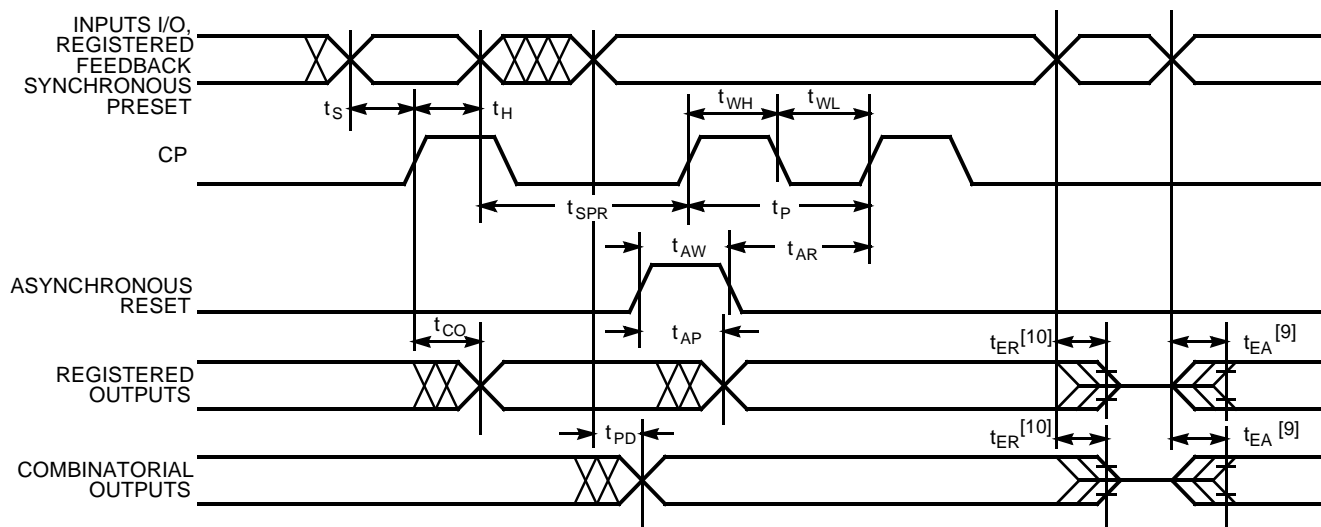 INPUTS I/O,
REGISTERED
FEEDBACK
SYNCHRONOUS
PRESET
tS
tH
tWH
tWL
CP
tSPR
tP
tAW
tAR
ASYNCHRONOUS
RESET
tCO
tAP
tER[10]
tEA[9]
REGISTERED
OUTPUTS
tPD
tER[10]
tEA[9]
COMBINATORIAL
OUTPUTS